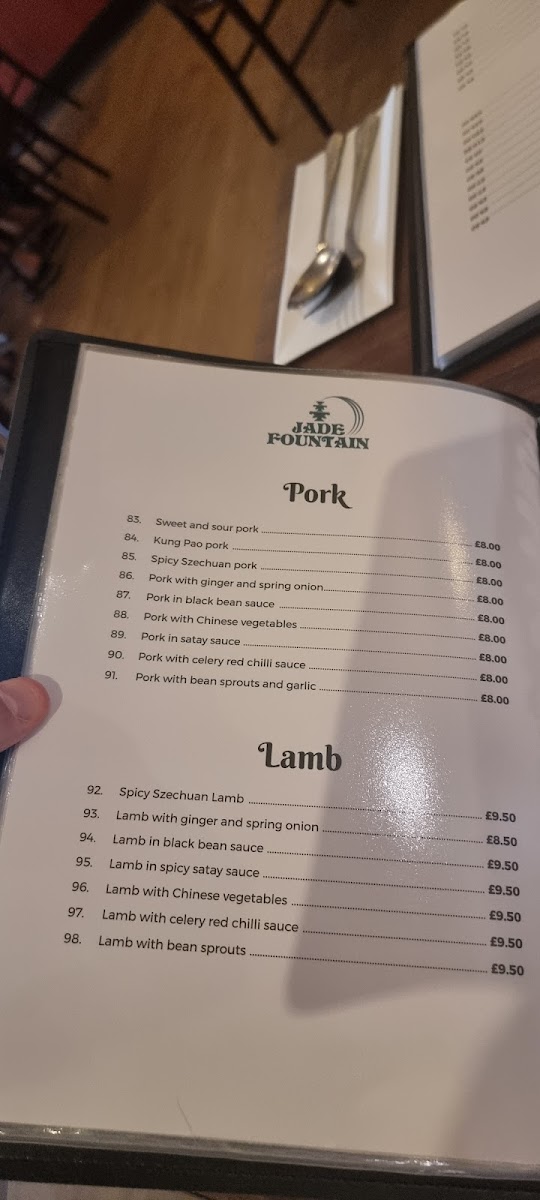 JADE
FOUNTAIN
Pork
83. Sweet and sour pork £8.00
84. Kung Pao pork £8.00
85. Spicy Szechuan pork £8.00
86. Pork with ginger and spring onion £8.00
87. Pork in black bean sauce £8.00
88. Pork with Chinese vegetables £8.00
89. Pork in satay sauce £8.00
90. Pork with celery red chilli sauce £8.00
91. Pork with bean sprouts and garlic £8.00
Lamb
92. Spicy Szechuan Lamb £9.50
93. Lamb with ginger and spring onion £8.50
94. Lamb in black bean sauce £9.50
95. Lamb in spicy satay sauce £9.50
96. Lamb with Chinese vegetables £9.50
97. Lamb with celery red chilli sauce £9.50
98. Lamb with bean sprouts £9.50